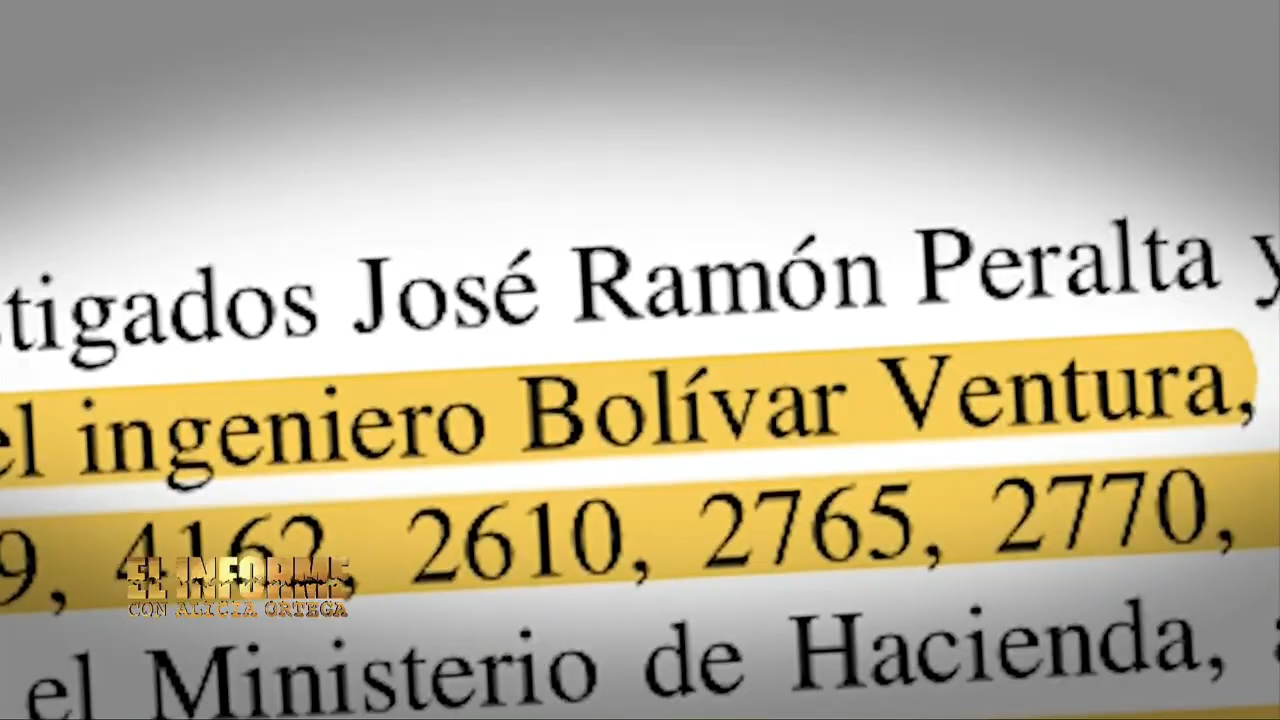 tigados José Ramón Peralta y
el ingeniero Bolívar Ventura,
9, 4162, 2610, 2765, 2770,
EL INFORME
CON ALICIA ORTEGA
el Ministerio de Hacienda,